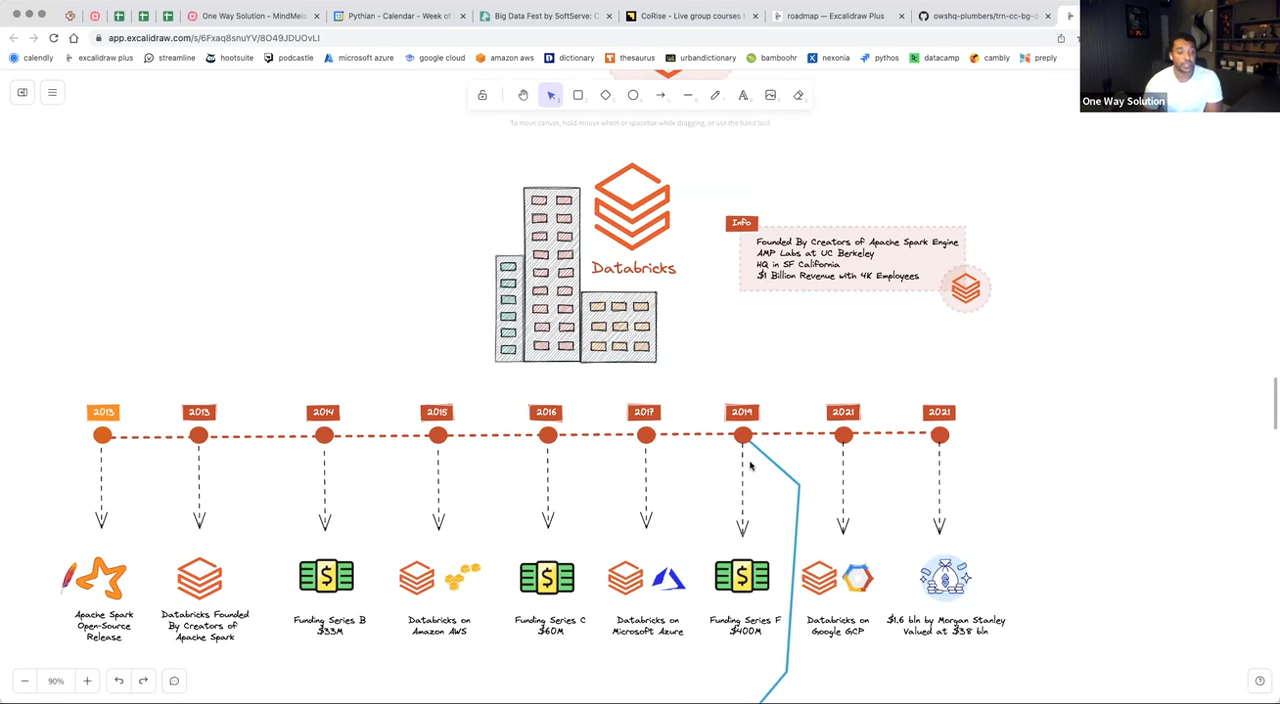 One Way Solution - MindMeis
Pythian - Calendar - Week of
Big Data Fest by SoftServe: C
CoRise - Live group courses f
roadmap — Excalidraw Plus
owshq-plumbers/trn-cc-bg-d
app.excalidraw.com/s/6Fxaq8snuYV/8O49JDUOvLI
calendly
excalidraw plus
streamline
hootsuite
podcastle
microsoft azure
google cloud
amazon aws
dictionary
thesaurus
urbandictionary
bamboohr
nexonia
pythos
datacamp
cambly
preply
One Way Solution
To move canvas, hold mouse wheel or spacebar while dragging, or use the hand tool
Databricks
Info
Founded By Creators of Apache Spark Engine
AMP Labs at UC Berkeley
HQ in SF California
$1 Billion Revenue with 4K Employees
2013
2013
2014
2015
2016
2017
2019
2021
2021
Apache Spark
Open-Source
Release
Databricks Founded
By Creators of
Apache Spark
Funding Series B
$33M
Databricks on
Amazon AWS
Funding Series C
$60M
Databricks on
Microsoft Azure
Funding Series F
$400M
Databricks on
Google GCP
$1.6 bln by Morgan Stanley
Valued at $38 bln
90%